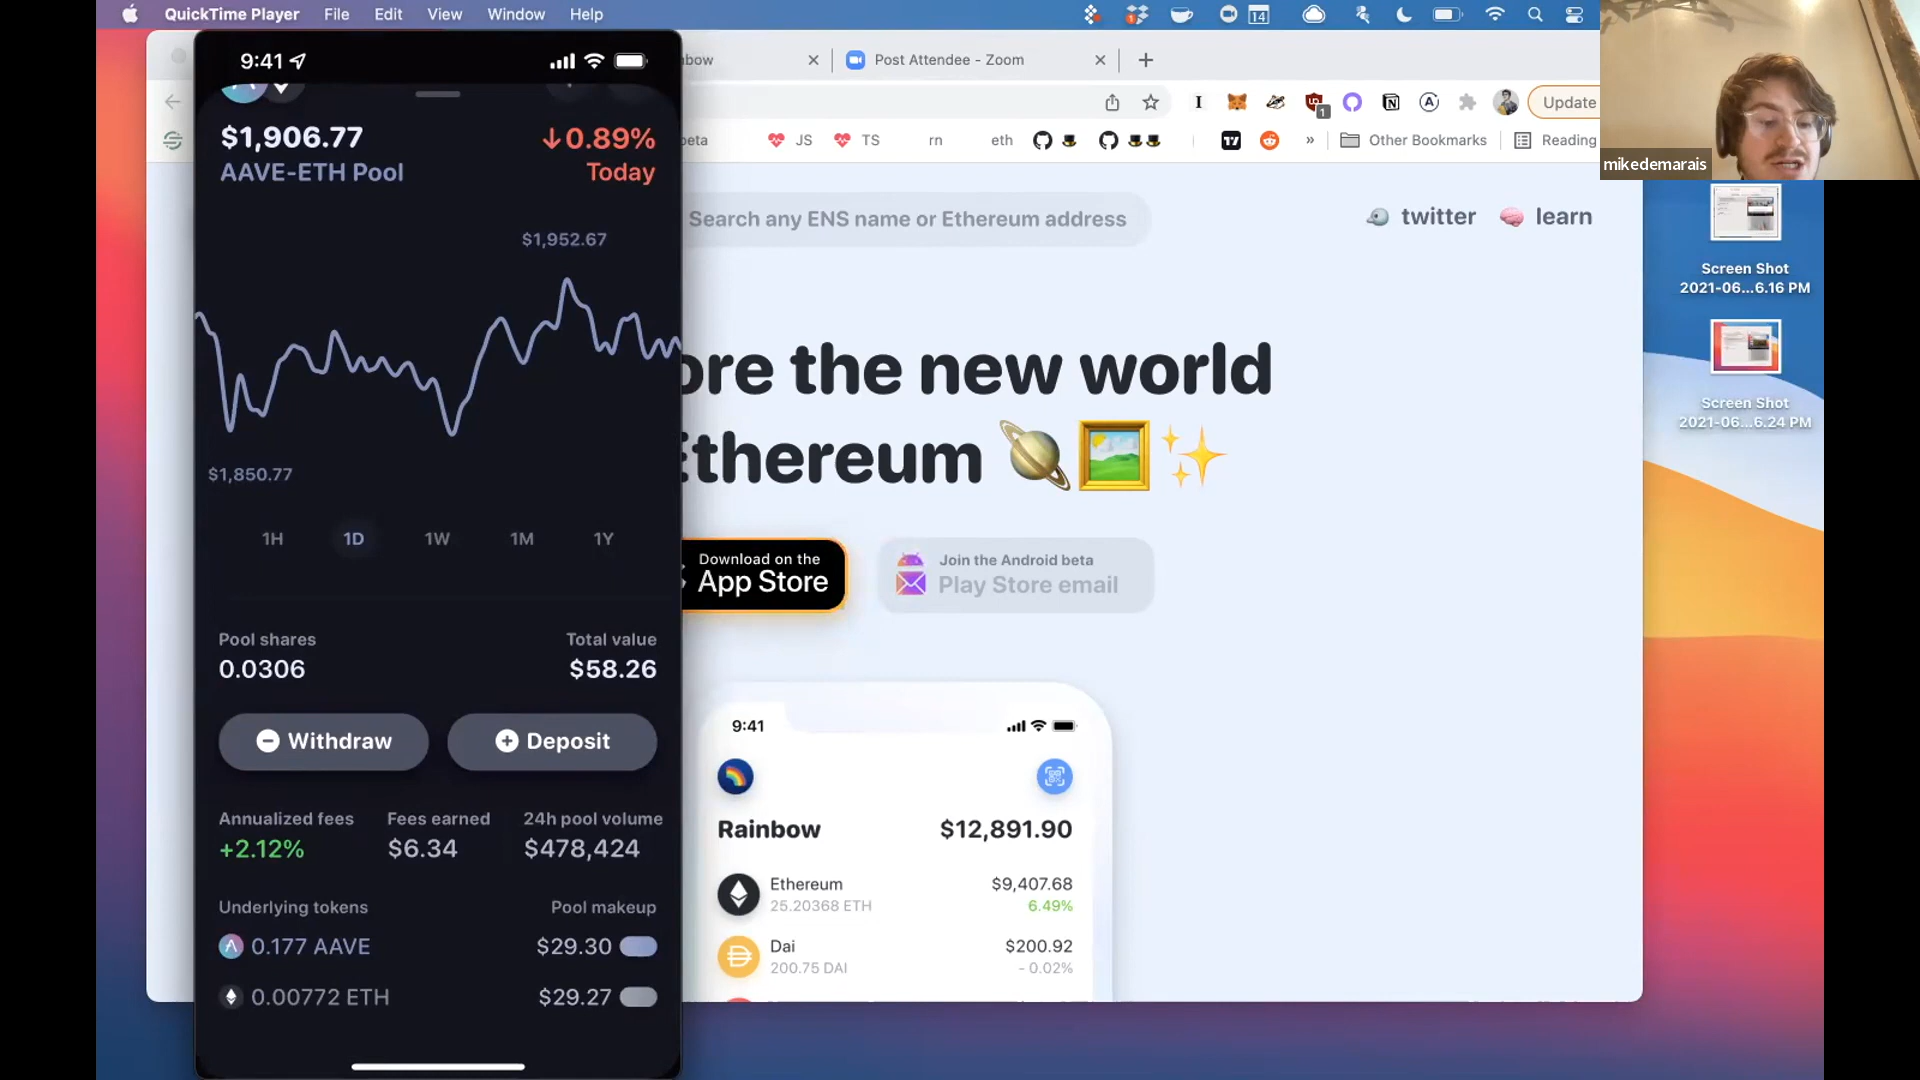 QuickTime Player File Edit View Window Help
14
9:41
bow
Post Attendee - Zoom
Update
mikedemarais
$1,906.77
0.89%
AAVE-ETH Pool
Today
beta
JS
TS
rn
eth
Other Bookmarks
Reading
Search any ENS name or Ethereum address
twitter
learn
$1,952.67
Screen Shot
2021-06...6.16 PM
ore the new world
Ethereum
Screen Shot
2021-06...6.24 PM
$1,850.77
1H 1D 1W 1M 1Y
Download on the
App Store
Join the Android beta
Play Store email
Pool shares
Total value
0.0306
$58.26
Withdraw
Deposit
Annualized fees
Fees earned
24h pool volume
+2.12%
$6.34
$478,424
Underlying tokens
Pool makeup
0.177 AAVE
$29.30
0.00772 ETH
$29.27
9:41
Rainbow
$12,891.90
Ethereum
$9,407.68
25.20368 ETH
6.49%
Dai
$200.92
200.75 DAI
- 0.02%